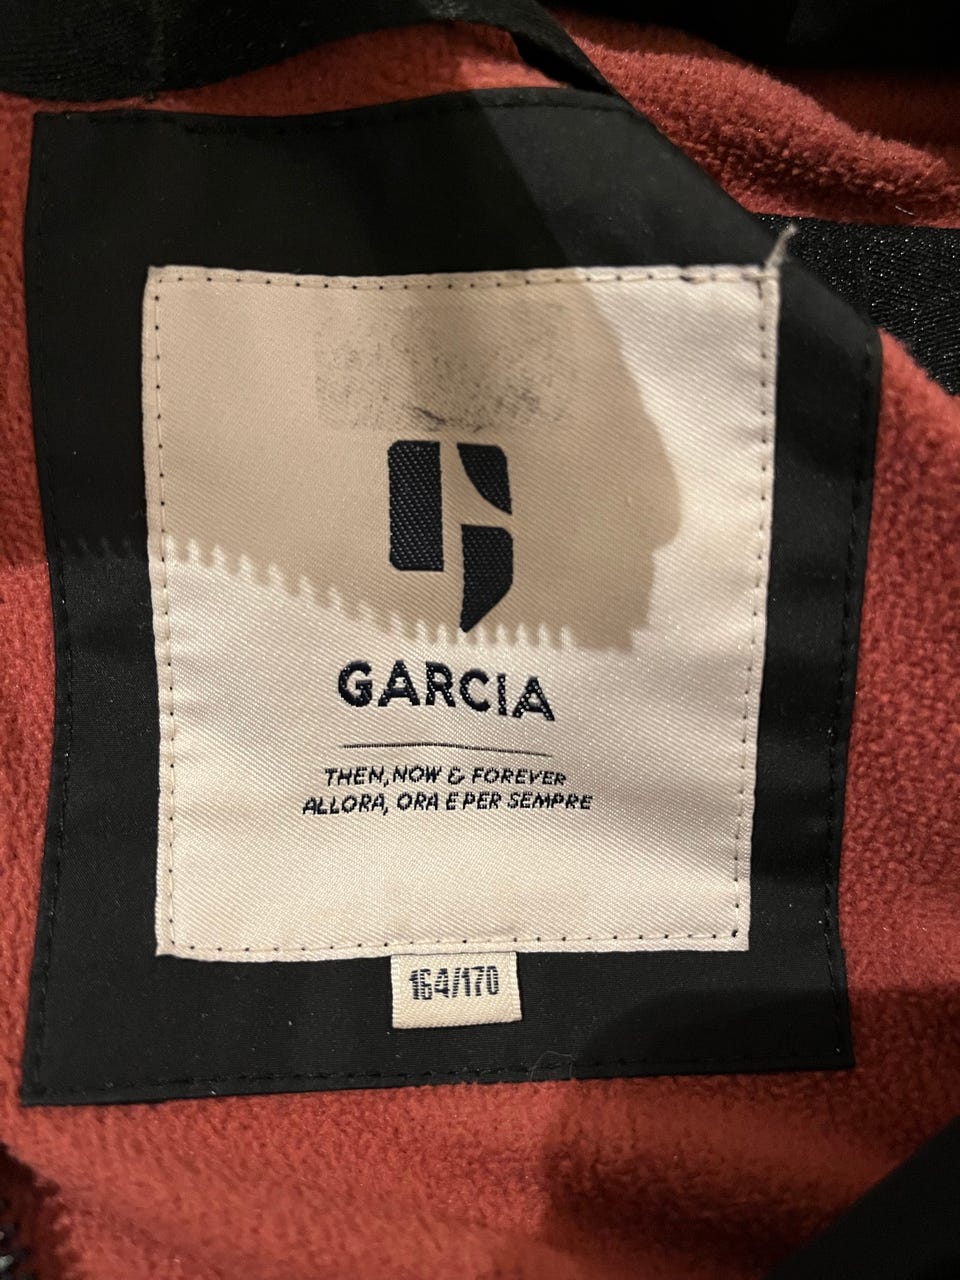 GARCIA
THEN, NOW & FOREVER
ALLORA, ORA E PER SEMPRE
164/170